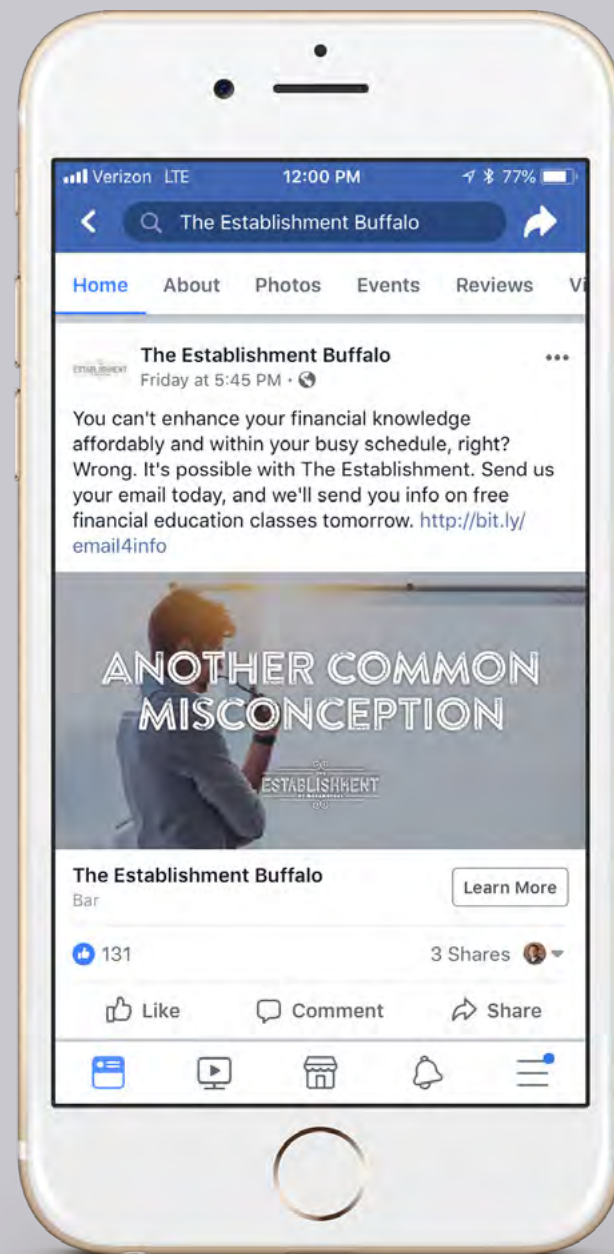 Verizon LTE 12:00 PM 77%
The Establishment Buffalo
Home About Photos Events Reviews Vi
The Establishment Buffalo
ESTABLISHMENT Friday at 5:45 PM ·
You can't enhance your financial knowledge
affordably and within your busy schedule, right?
Wrong. It's possible with The Establishment. Send us
your email today, and we'll send you info on free
financial education classes tomorrow. http://bit.ly/
email4info
ANOTHER COMMON
MISCONCEPTION
ESTABLISHMENT
The Establishment Buffalo
Bar
Learn More
131 3 Shares
Like Comment Share